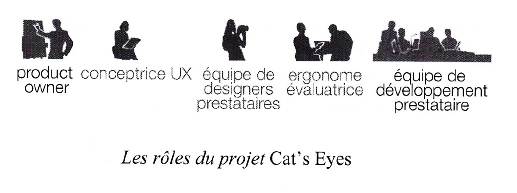 product owner
conceptrice UX
équipe de designers prestataires
ergonome évaluatrice
équipe de développement prestataire
Les rôles du projet Cat's Eyes